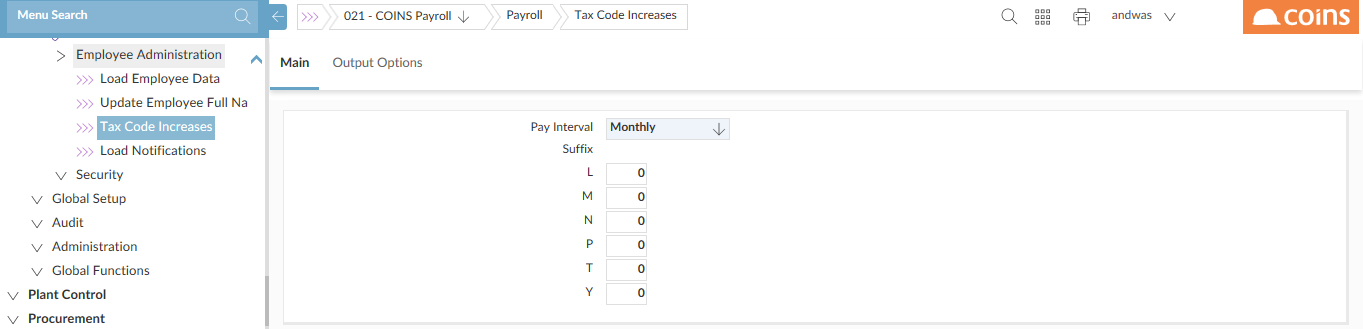 Menu Search
021 - COINS Payroll
Payroll
Tax Code Increases
andwas
coins
Employee Administration
Load Employee Data
Update Employee Full Na
Tax Code Increases
Load Notifications
Security
Global Setup
Audit
Administration
Global Functions
Plant Control
Procurement
Main
Output Options
Pay Interval Monthly
Suffix
L 0
M 0
N 0
P 0
T 0
Y 0